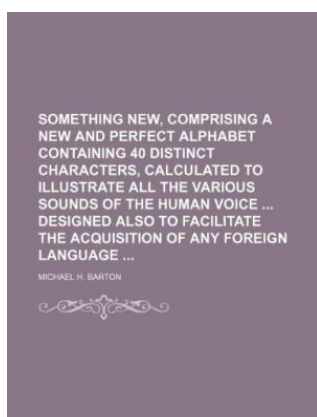 SOMETHING NEW, COMPRISING A
NEW AND PERFECT ALPHABET
CONTAINING 40 DISTINCT
CHARACTERS, CALCULATED TO
ILLUSTRATE ALL THE VARIOUS
SOUNDS OF THE HUMAN VOICE ...
DESIGNED ALSO TO FACILITATE
THE ACQUISITION OF ANY FOREIGN
LANGUAGE ...
MICHAEL H. BARTON